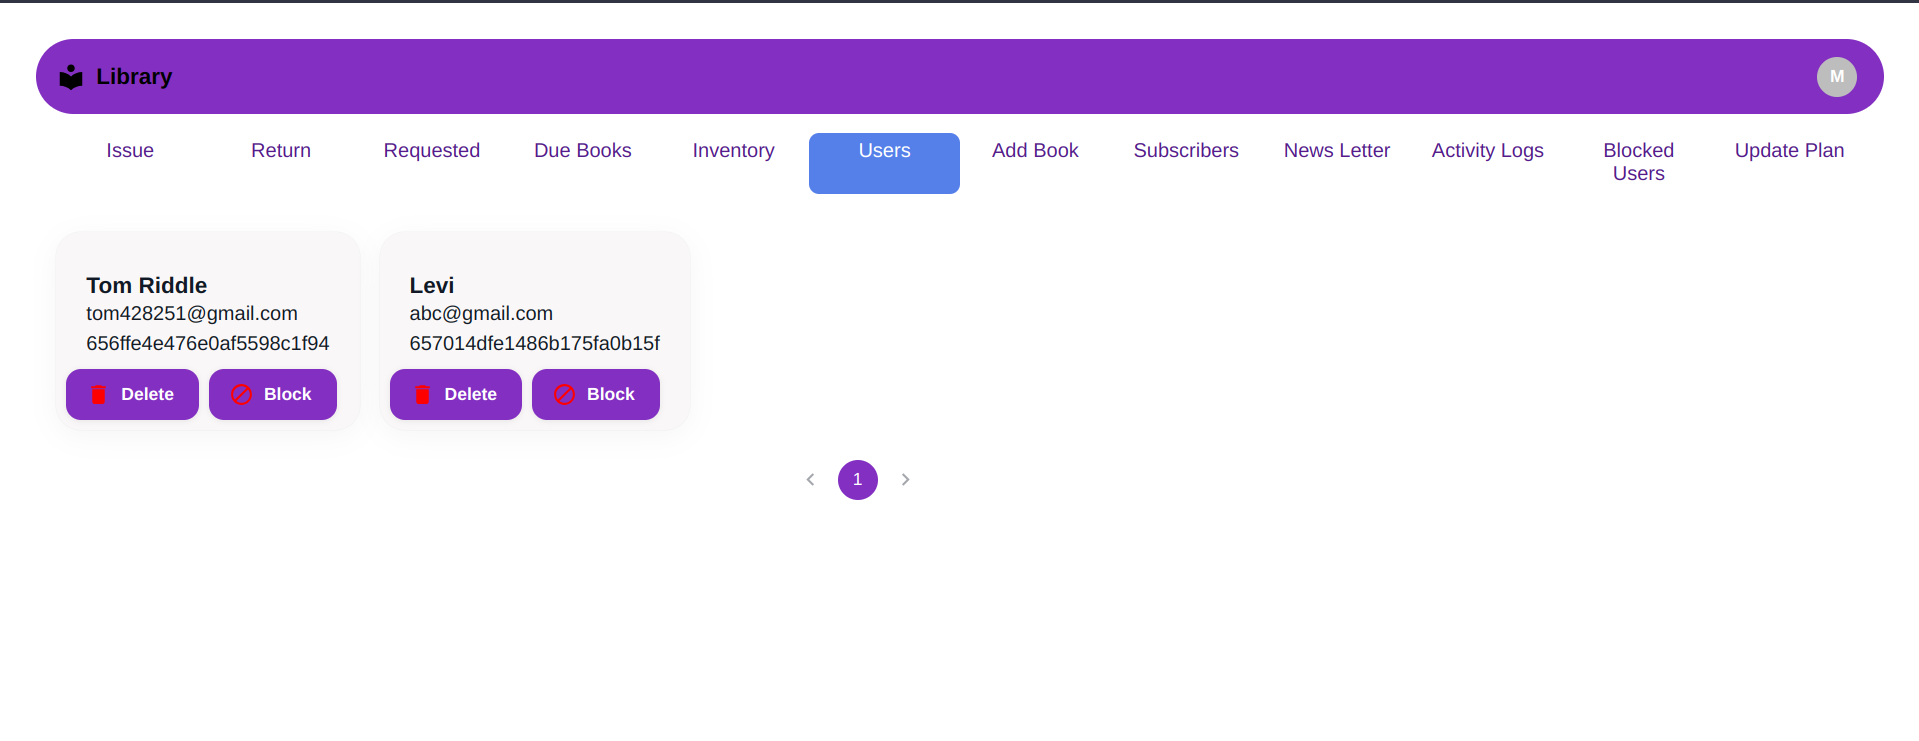 Library
M
Issue
Return
Requested
Due Books
Inventory
Users
Add Book
Subscribers
News Letter
Activity Logs
Blocked
Users
Update Plan
Tom Riddle
tom428251@gmail.com
656ffe4e476e0af5598c1f94
Delete
Block
Levi
abc@gmail.com
657014dfe1486b175fa0b15f
Delete
Block
1